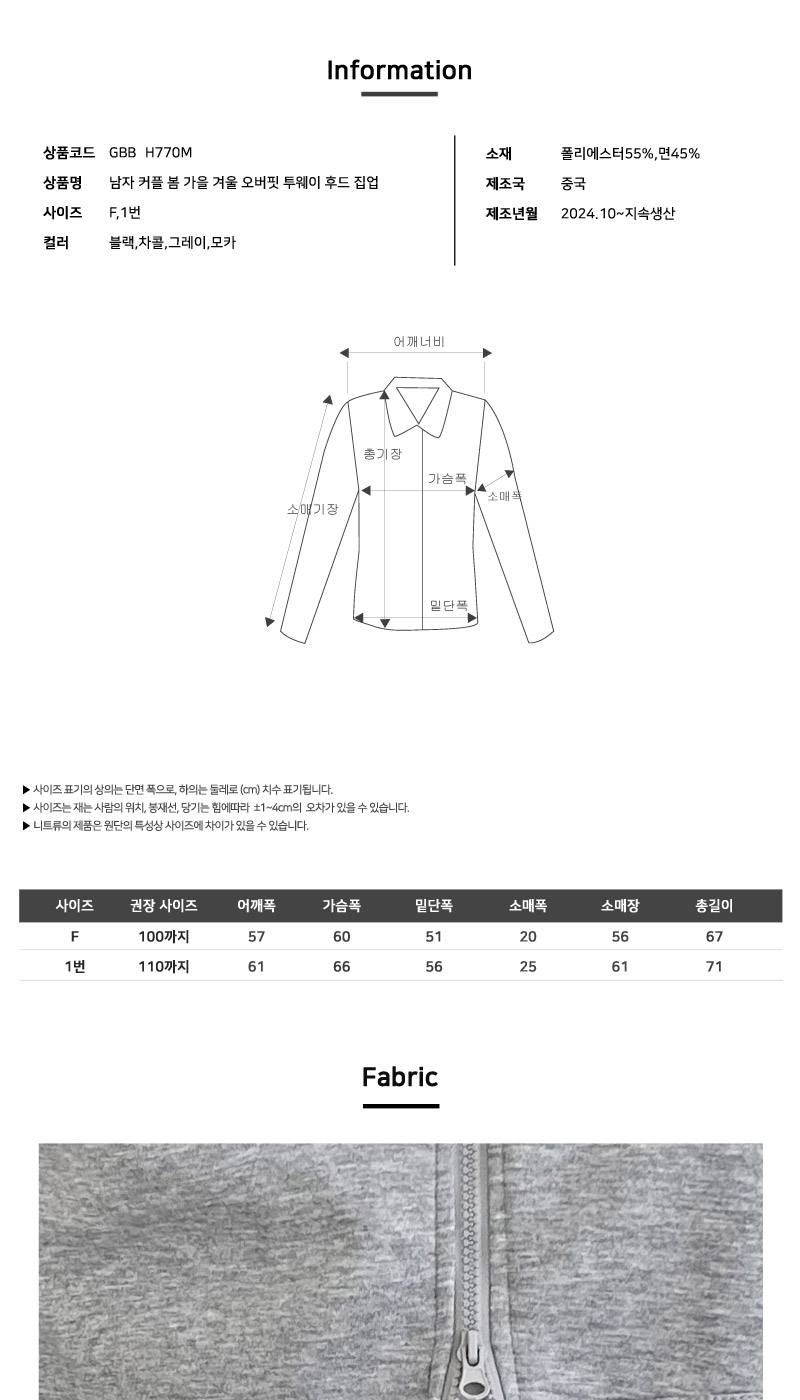 Information
상품코드 GBB H770M
상품명 남자 커플 봄 가을 겨울 오버핏 투웨이 후드 집업
사이즈 F,1번
컬러 블랙,차콜,그레이,모카
소재 폴리에스터55%,면45%
제조국 중국
제조년월 2024.10~지속생산
어깨너비
총기장
가슴폭
소매폭
소매기장
밑단폭
▶ 사이즈 표기의 상의는 단면 폭으로, 하의는 둘레로 (cm) 치수 표기됩니다.
▶ 사이즈는 재는 사람의 위치, 봉재선, 당기는 힘에따라 ±1~4cm의 오차가 있을 수 있습니다.
▶ 니트류의 제품은 원단의 특성상 사이즈에 차이가 있을 수 있습니다.
사이즈 권장 사이즈 어깨폭 가슴폭 밑단폭 소매폭 소매장 총길이
F 100까지 57 60 51 20 56 67
1번 110까지 61 66 56 25 61 71
Fabric